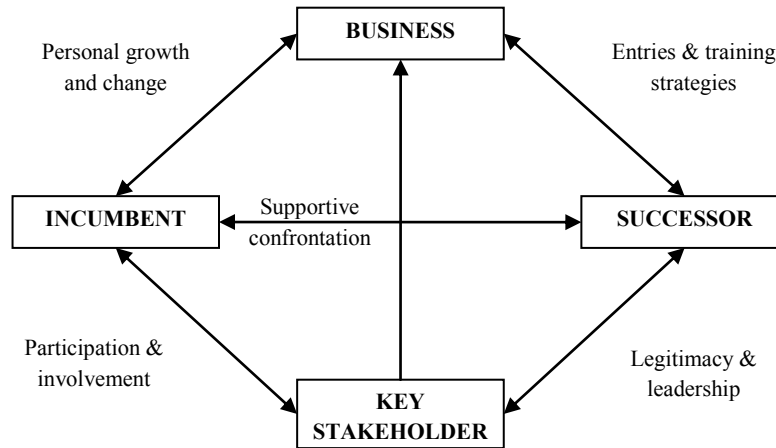 BUSINESS
Personal growth
and change
Entries & training
strategies
INCUMBENT
Supportive
confrontation
SUCCESSOR
Participation &
involvement
Legitimacy &
leadership
KEY
STAKEHOLDER